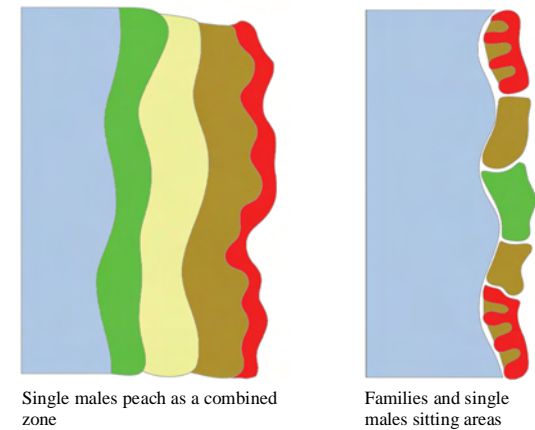 Single males peach as a combined
zone
Families and single
males sitting areas